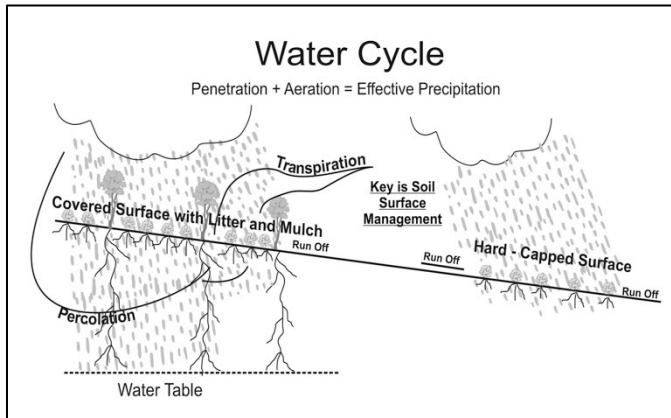 Water Cycle
Penetration + Aeration = Effective Precipitation
Transpiration
Key is Soil
Surface
Management
Covered Surface with Litter and Mulch
Run Off
Run Off
Hard - Capped Surface
Run Off
Percolation
Water Table